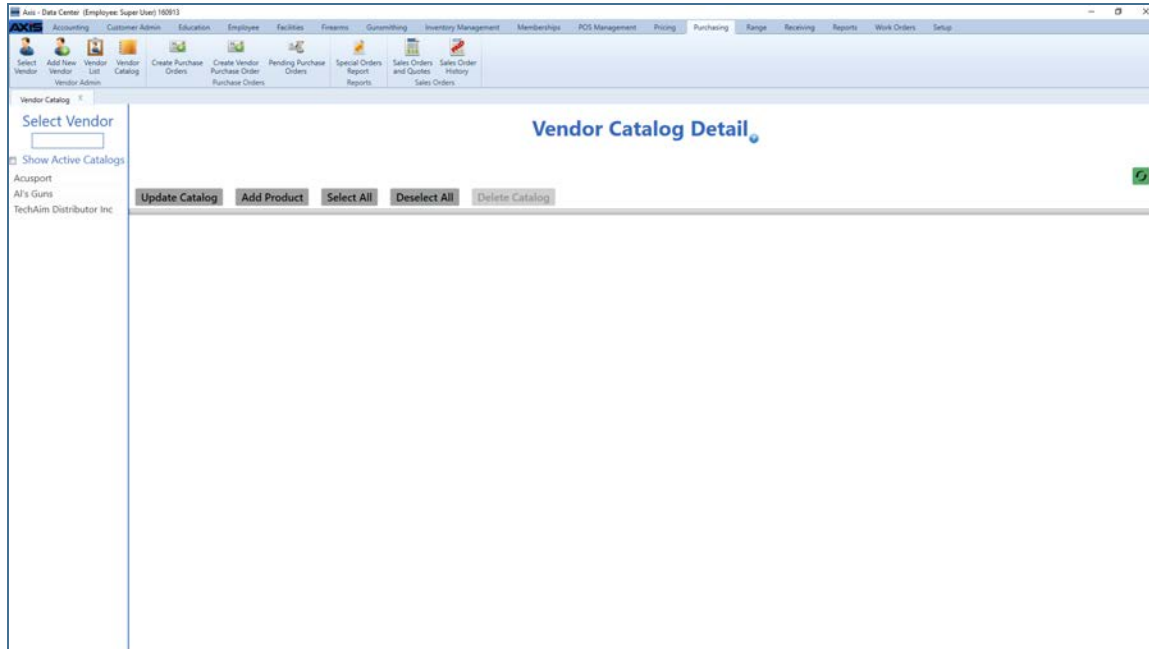 Axis - Data Center (Employee: Super User) 160913
AXIS Accounting Customer Admin Education Employee Facilities Firearms Gunsmithing Inventory Management Memberships POS Management Pricing Purchasing Range Receiving Reports Work Orders Setup
Select Add New Vendor Vendor Create Purchase Create Vendor Pending Purchase Special Orders Sales Orders Sales Order
Vendor Vendor List Catalog Orders Purchase Order Orders Report and Quotes History
Vendor Admin Purchase Orders Reports Sales Orders
Vendor Catalog
Select Vendor
Vendor Catalog Detail
Show Active Catalogs
Acusport
Al's Guns
Update Catalog Add Product Select All Deselect All Delete Catalog
TechAim Distributor Inc